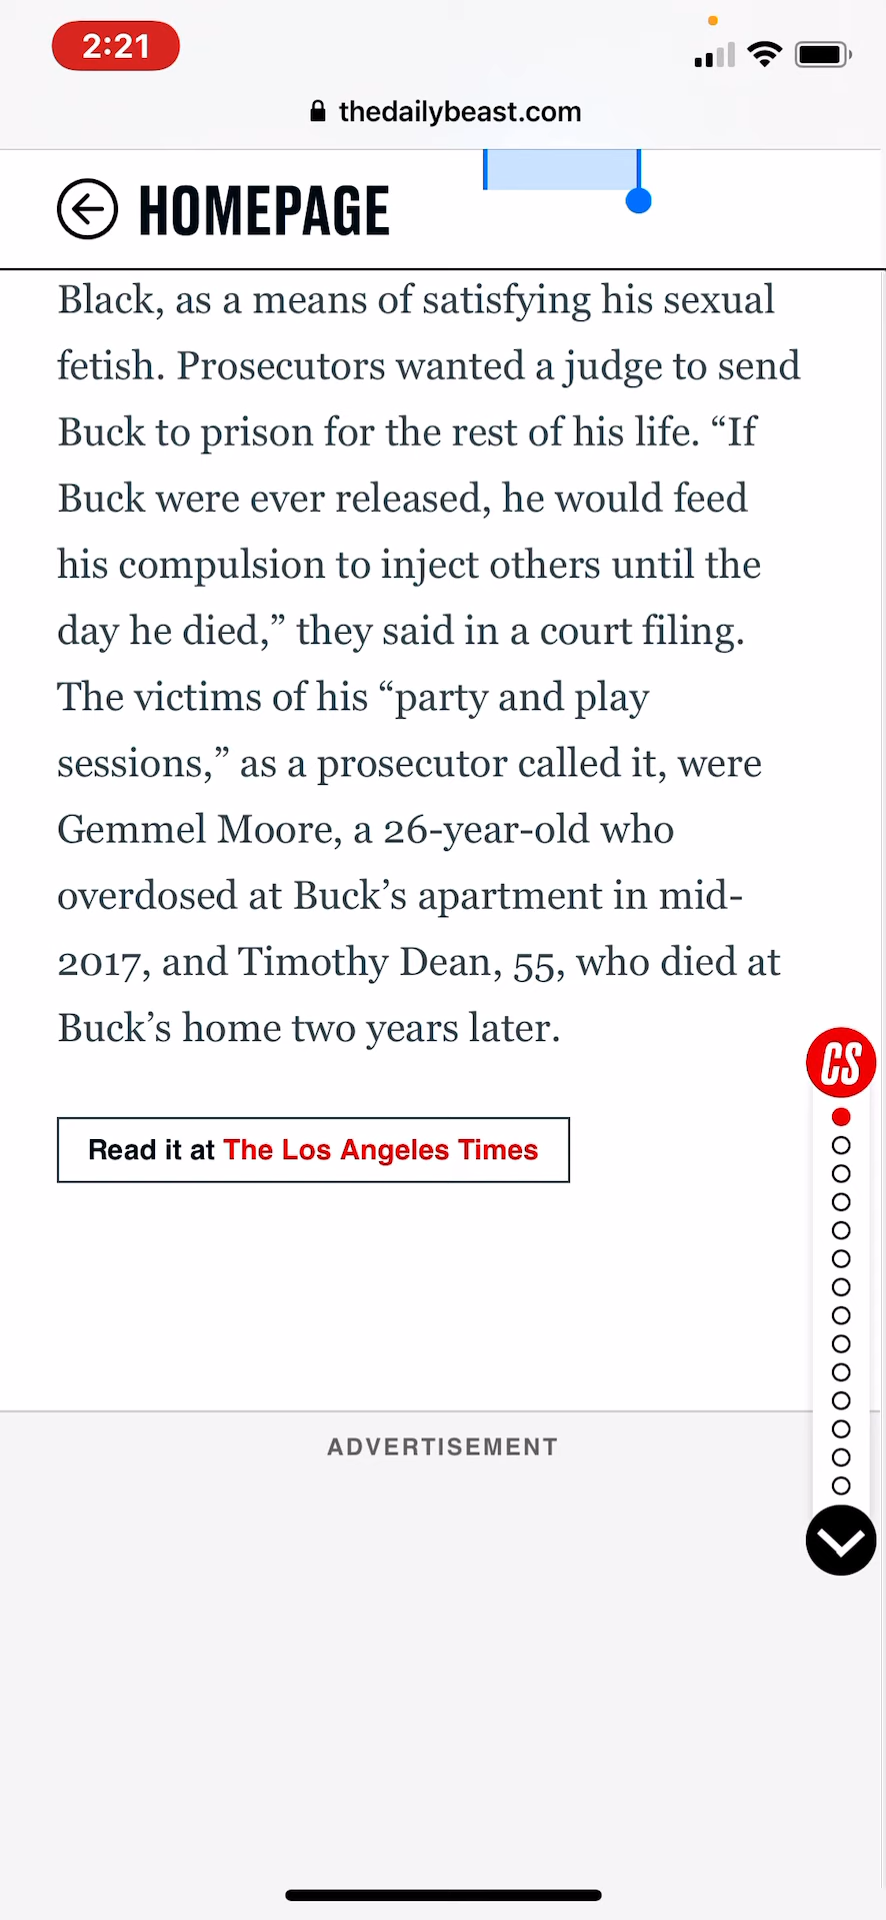 2:21
thedailybeast.com
HOMEPAGE
Black, as a means of satisfying his sexual
fetish. Prosecutors wanted a judge to send
Buck to prison for the rest of his life. “If
Buck were ever released, he would feed
his compulsion to inject others until the
day he died,” they said in a court filing.
The victims of his “party and play
sessions,” as a prosecutor called it, were
Gemmel Moore, a 26-year-old who
overdosed at Buck’s apartment in mid-
2017, and Timothy Dean, 55, who died at
Buck’s home two years later.
CS
Read it at The Los Angeles Times
ADVERTISEMENT